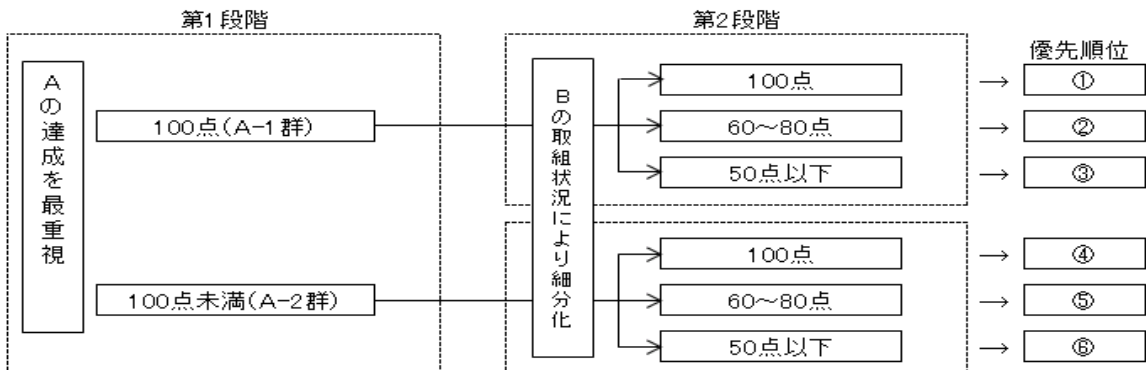 第1段階
第2段階
優先順位
Aの達成を最重視
100点(A-1群)
100点未満(A-2群)
Bの取組状況により細分化
100点
→
①
60~80点
→
②
50点以下
→
③
100点
→
④
60~80点
→
⑤
50点以下
→
⑥